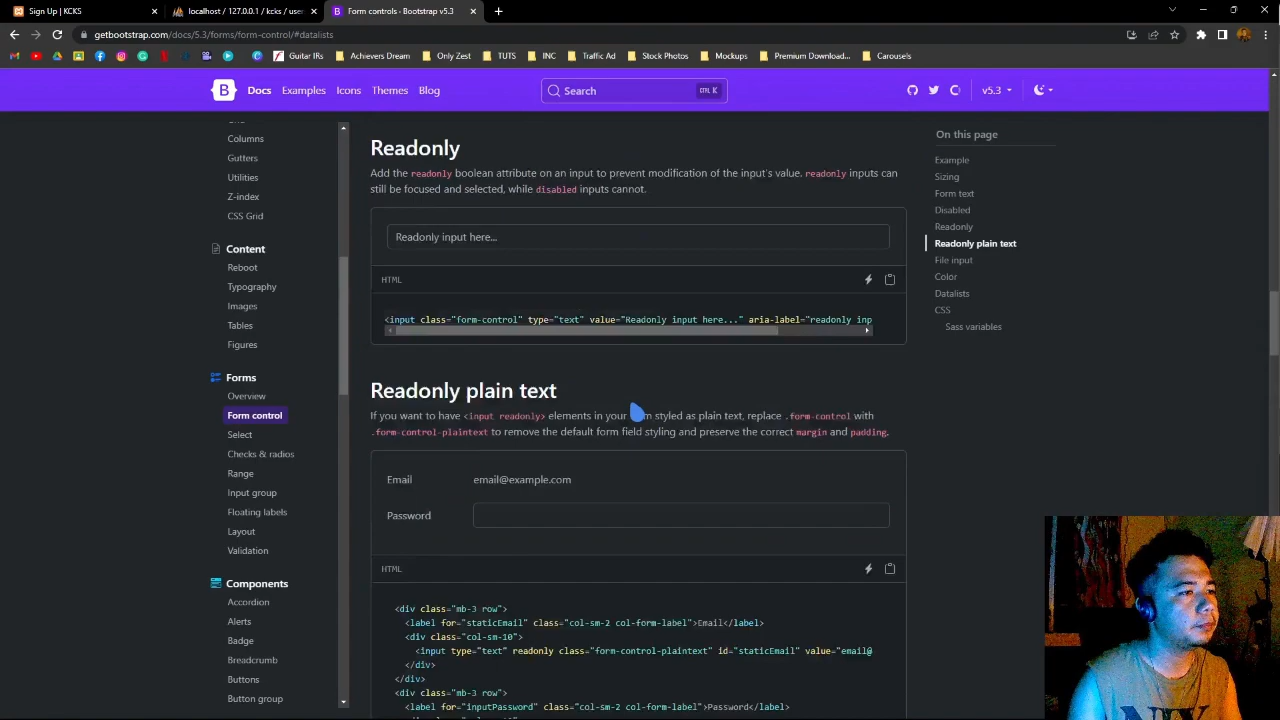 Sign Up | KCKS
localhost / 127.0.0.1 / kcks / user
Form controls · Bootstrap v5.3
getbootstrap.com/docs/5.3/forms/form-control/#datalists
Guitar IRs
Achievers Dream
Only Zest
TUTS
INC
Traffic Ad
Stock Photos
Mockups
Premium Download...
Carousels
B Docs Examples Icons Themes Blog
Search CTRL K
v5.3
Columns
Gutters
Utilities
Z-index
CSS Grid
Content
Reboot
Typography
Images
Tables
Figures
Forms
Overview
Form control
Select
Checks & radios
Range
Input group
Floating labels
Layout
Validation
Components
Accordion
Alerts
Badge
Breadcrumb
Buttons
Button group
Readonly
Add the readonly boolean attribute on an input to prevent modification of the input's value. readonly inputs can
still be focused and selected, while disabled inputs cannot.
Readonly input here...
HTML
<input class="form-control" type="text" value="Readonly input here..." aria-label="readonly inp
Readonly plain text
If you want to have <input readonly> elements in your styled as plain text, replace .form-control with
.form-control-plaintext to remove the default form field styling and preserve the correct margin and padding.
Email email@example.com
Password
HTML
<div class="mb-3 row">
<label for="staticEmail" class="col-sm-2 col-form-label">Email</label>
<div class="col-sm-10">
<input type="text" readonly class="form-control-plaintext" id="staticEmail" value="email@
</div>
</div>
<div class="mb-3 row">
<label for="inputPassword" class="col-sm-2 col-form-label">Password</label>
On this page
Example
Sizing
Form text
Disabled
Readonly
Readonly plain text
File input
Color
Datalists
CSS
Sass variables